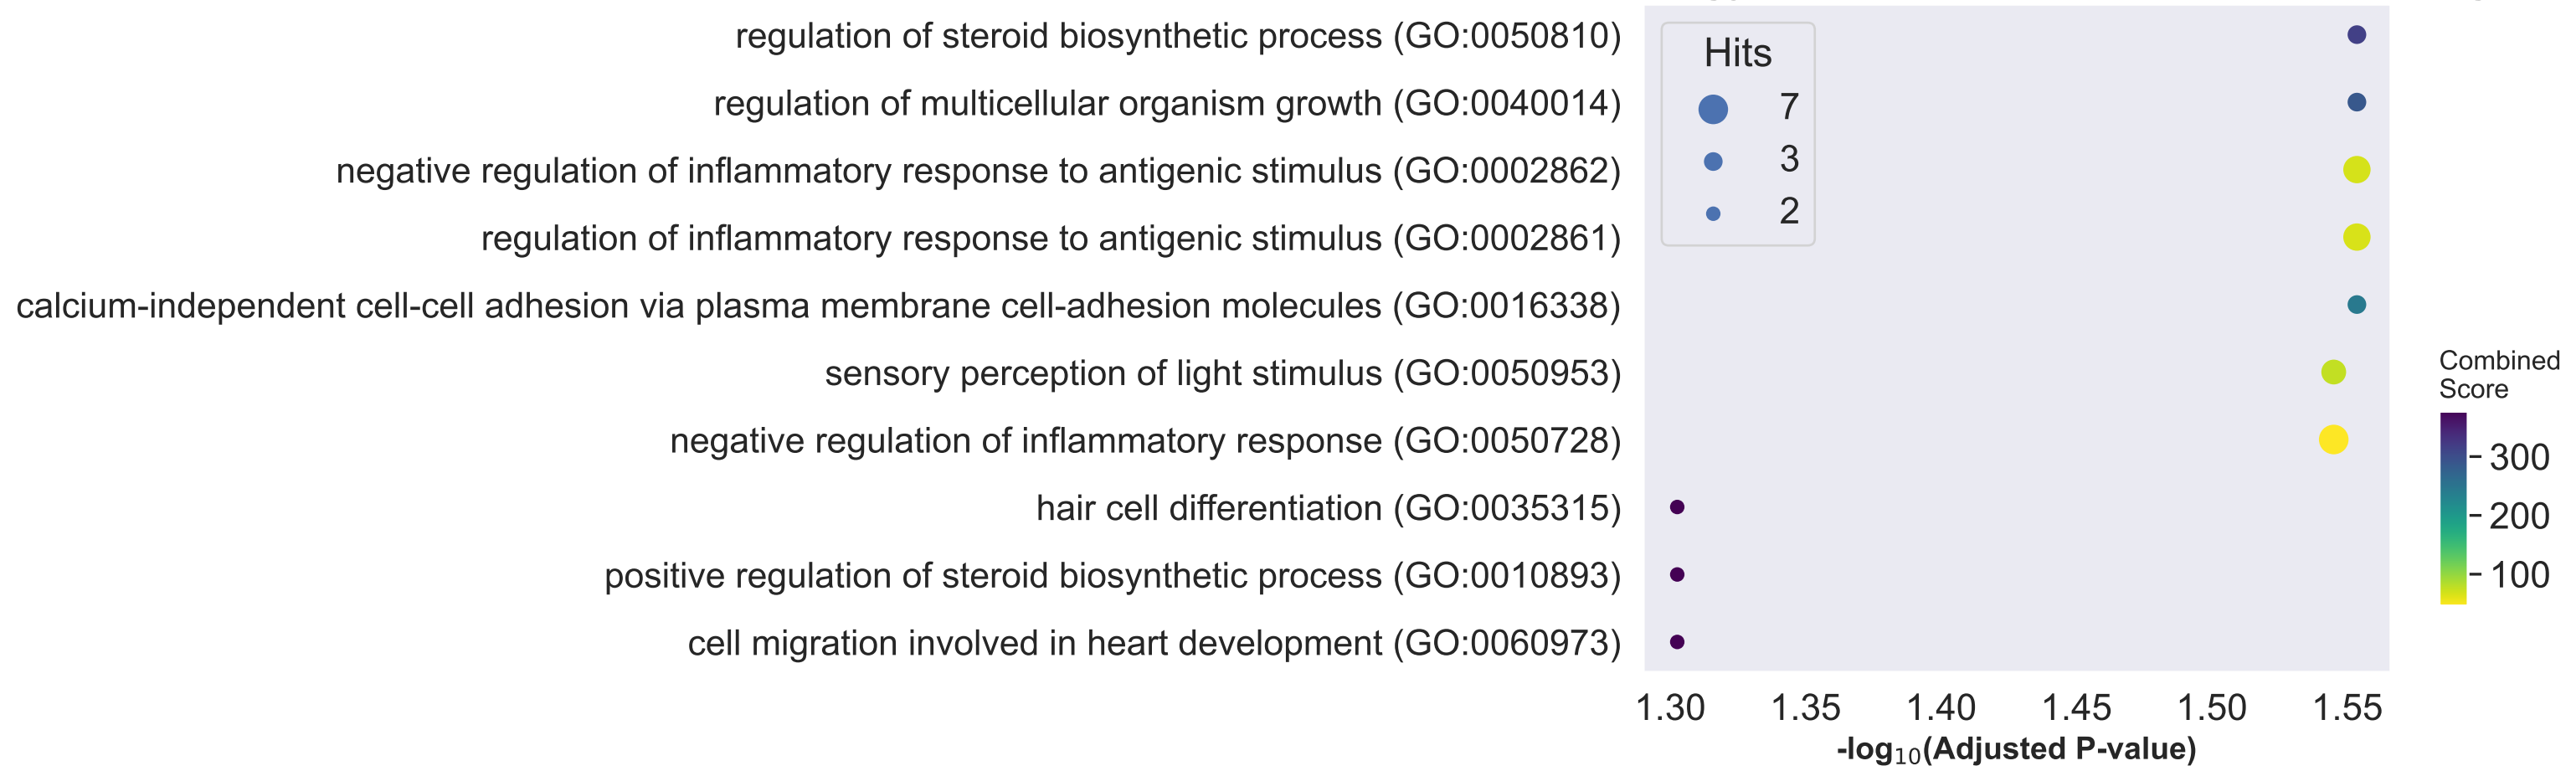 regulation of steroid biosynthetic process (GO:0050810)
regulation of multicellular organism growth (GO:0040014)
negative regulation of inflammatory response to antigenic stimulus (GO:0002862)
regulation of inflammatory response to antigenic stimulus (GO:0002861)
calcium-independent cell-cell adhesion via plasma membrane cell-adhesion molecules (GO:0016338)
sensory perception of light stimulus (GO:0050953)
negative regulation of inflammatory response (GO:0050728)
hair cell differentiation (GO:0035315)
positive regulation of steroid biosynthetic process (GO:0010893)
cell migration involved in heart development (GO:0060973)
Hits
7
3
2
1.30 1.35 1.40 1.45 1.50 1.55
-log₁₀(Adjusted P-value)
Combined
Score
300
200
100